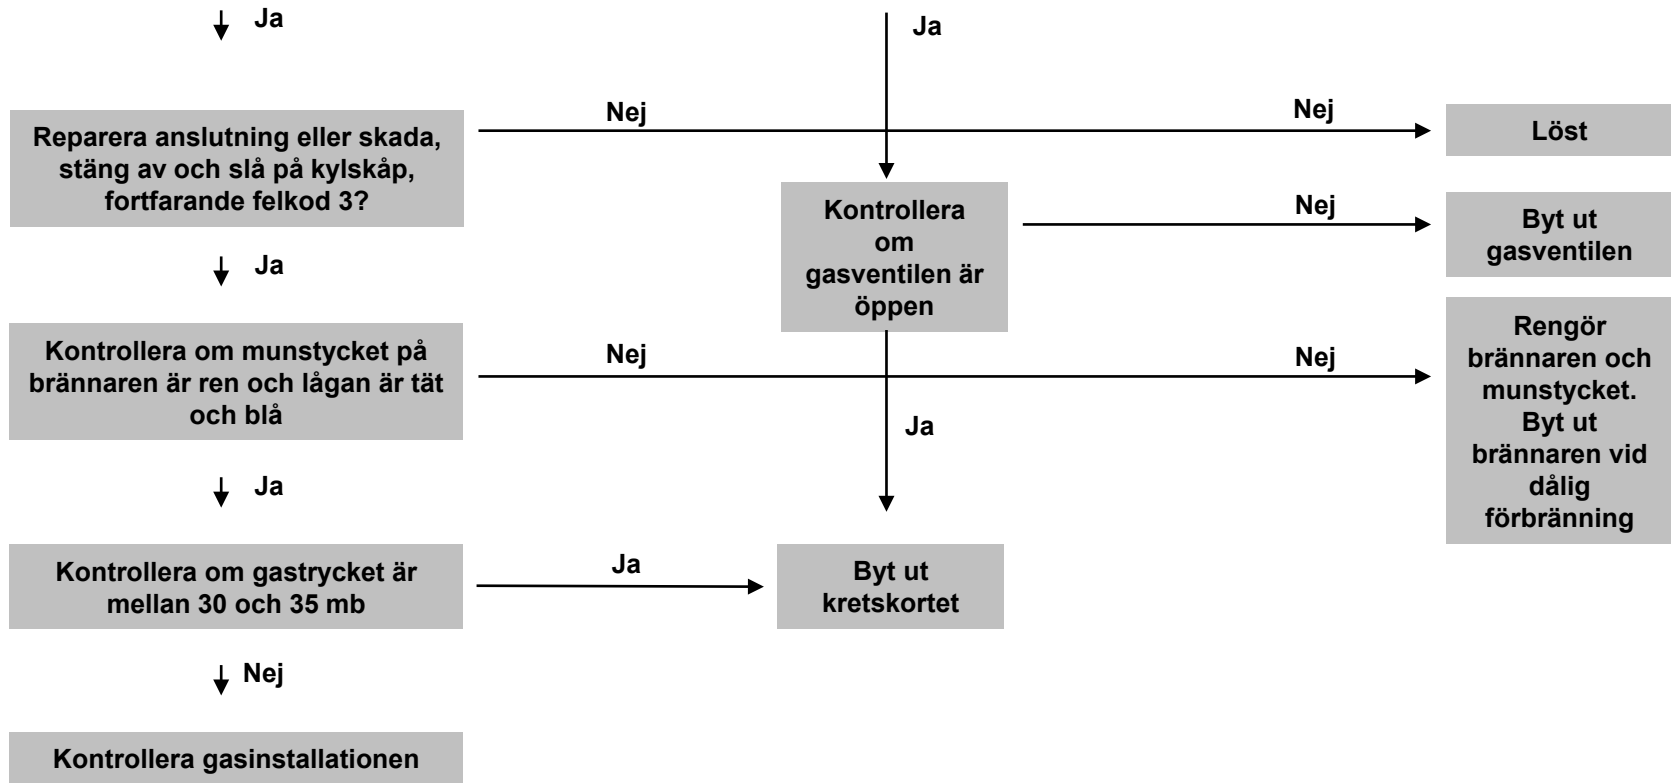 Ja
Ja
Nej
Nej
Reparera anslutning eller skada,
stäng av och slå på kylskåp,
fortfarande felkod 3?
Löst
Kontrollera
om
gasventilen är
öppen
Nej
Byt ut
gasventilen
Ja
Kontrollera om munstycket på
brännaren är ren och lågan är tät
och blå
Nej
Nej
Rengör
brännaren och
munstycket.
Byt ut
brännaren vid
dålig
förbränning
Ja
Ja
Kontrollera om gastrycket är
mellan 30 och 35 mb
Ja
Byt ut
kretskortet
Nej
Kontrollera gasinstallationen